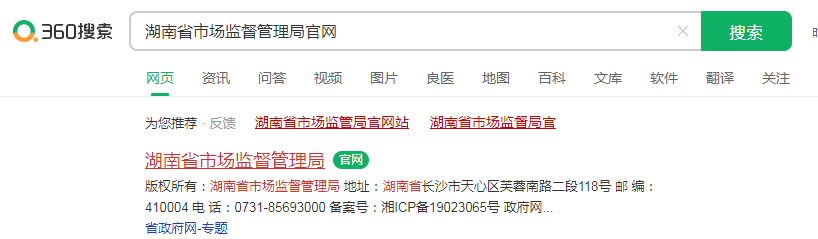 360搜索
湖南省市场监督管理局官网
搜索
网页 资讯 问答 视频 图片 良医 地图 百科 文库 软件 翻译 关注
为您推荐 - 反馈 湖南省市场监管局官网站 湖南省市场监督局官
湖南省市场监督管理局 官网
版权所有：湖南省市场监督管理局 地址：湖南省长沙市天心区芙蓉南路二段118号 邮 编：
410004 电 话：0731-85693000 备案号：湘ICP备19023065号 政府网...
省政府网-专题